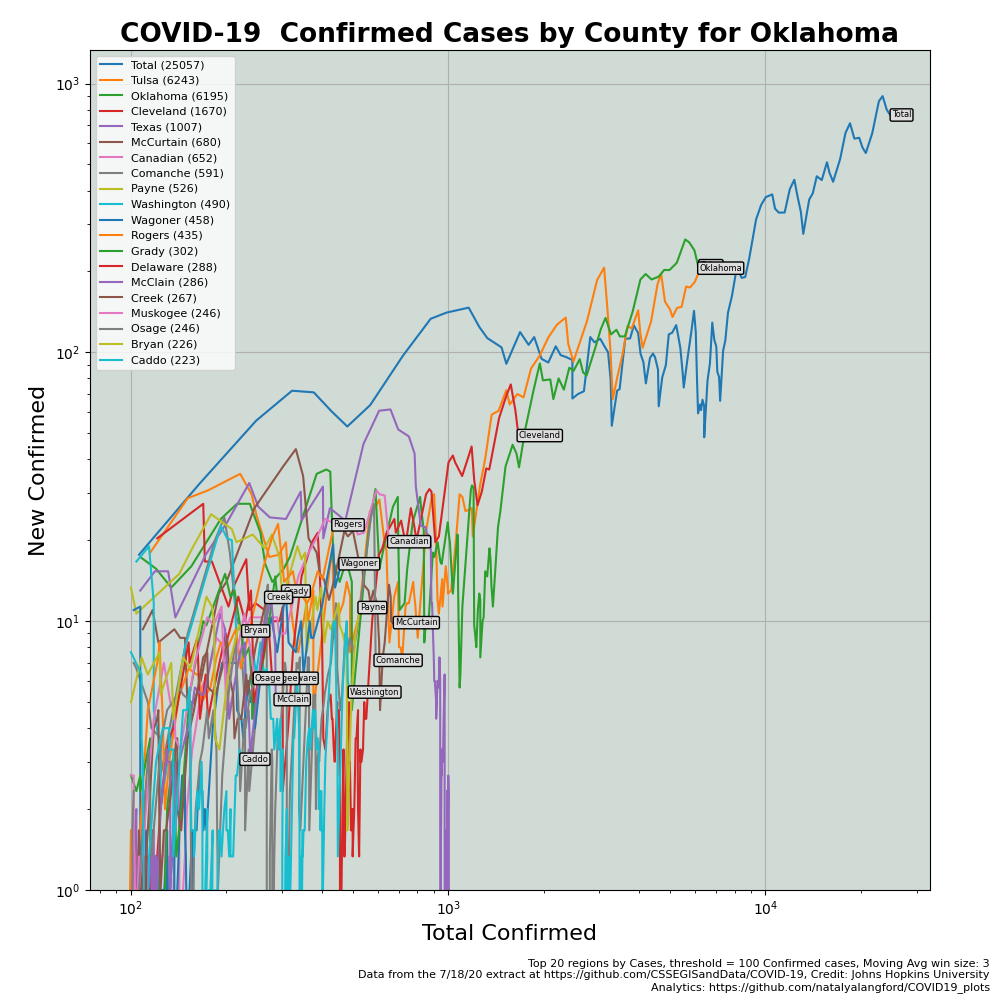 COVID-19  Confirmed Cases by County for Oklahoma
Total (25057)
Tulsa (6243)
Oklahoma (6195)
Cleveland (1670)
Texas (1007)
McCurtain (680)
Canadian (652)
Comanche (591)
Payne (526)
Washington (490)
Wagoner (458)
Rogers (435)
Grady (302)
Delaware (288)
McClain (286)
Creek (267)
Muskogee (246)
Osage (246)
Bryan (226)
Caddo (223)
10³
10²
10¹
10⁰
New Confirmed
Total
Oklahoma
Cleveland
Rogers
Canadian
Wagoner
Grady
Creek
Payne
McCurtain
Bryan
Comanche
Osage
McClain
Washington
Caddo
10²
10³
10⁴
Total Confirmed
Top 20 regions by Cases, threshold = 100 Confirmed cases, Moving Avg win size: 3
Data from the 7/18/20 extract at https://github.com/CSSEGISandData/COVID-19, Credit: Johns Hopkins University
Analytics: https://github.com/natalyalangford/COVID19_plots